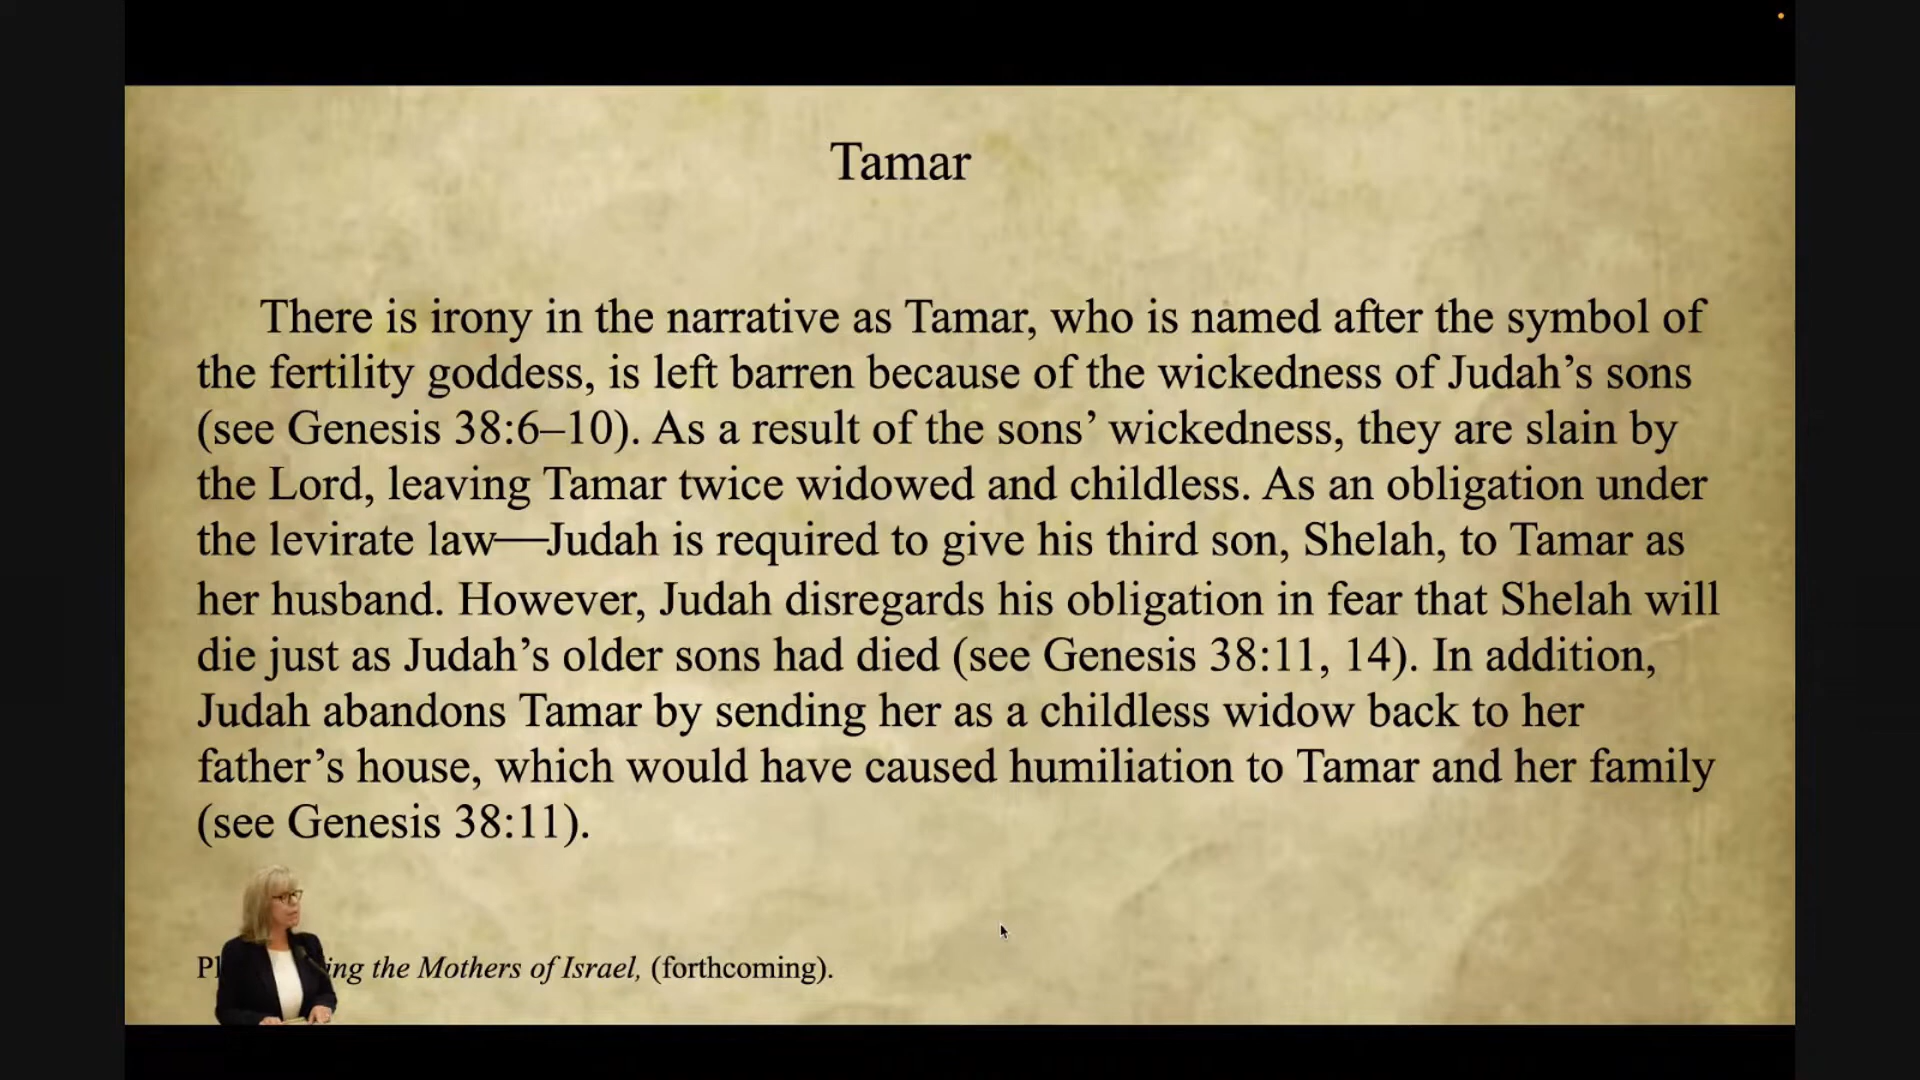 Tamar
There is irony in the narrative as Tamar, who is named after the symbol of
the fertility goddess, is left barren because of the wickedness of Judah’s sons
(see Genesis 38:6–10). As a result of the sons’ wickedness, they are slain by
the Lord, leaving Tamar twice widowed and childless. As an obligation under
the levirate law—Judah is required to give his third son, Shelah, to Tamar as
her husband. However, Judah disregards his obligation in fear that Shelah will
die just as Judah’s older sons had died (see Genesis 38:11, 14). In addition,
Judah abandons Tamar by sending her as a childless widow back to her
father’s house, which would have caused humiliation to Tamar and her family
(see Genesis 38:11).
the Mothers of Israel, (forthcoming).